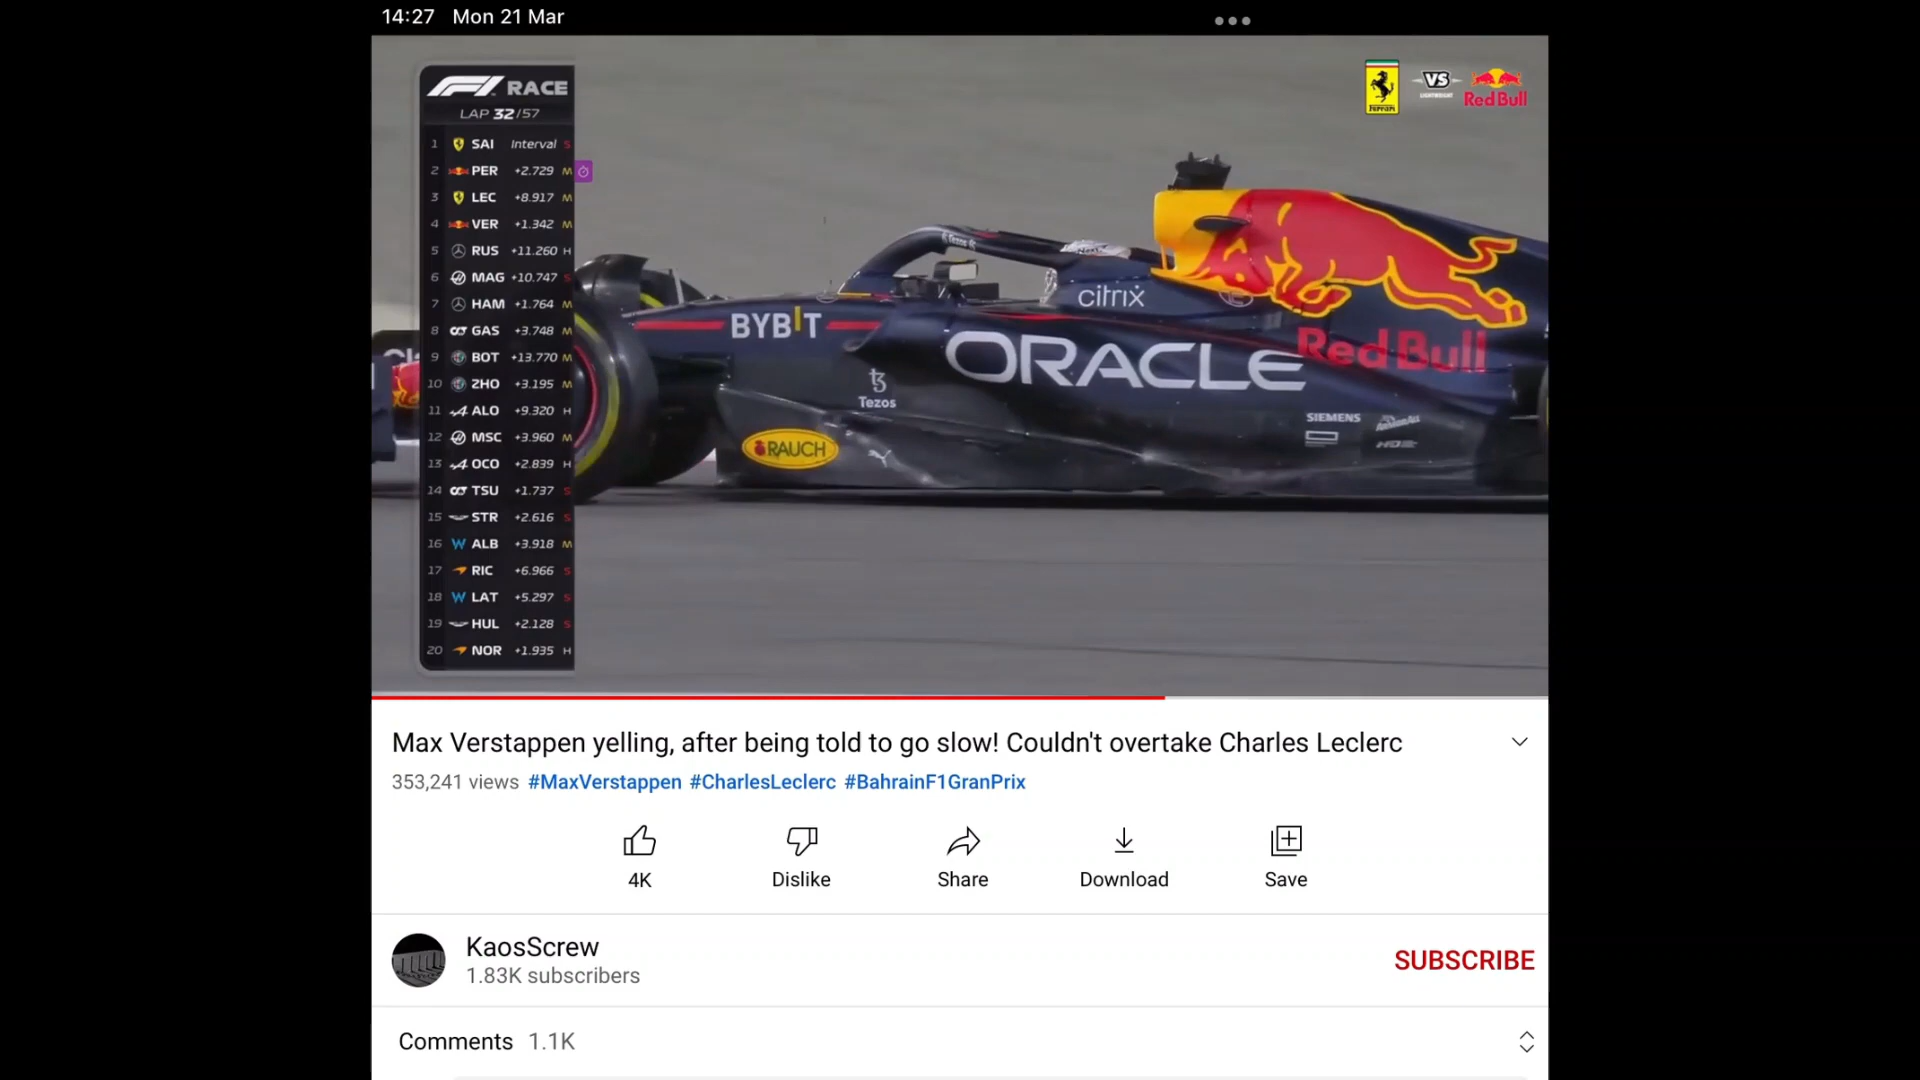 14:27 Mon 21 Mar
F1 RACE
LAP 32/57
1 SAI Interval S
2 PER +2.729 M
3 LEC +8.917 M
4 VER +1.342 M
5 RUS +11.260 H
6 MAG +10.747 S
7 HAM +1.764 M
8 GAS +3.748 M
9 BOT +13.770 M
10 ZHO +3.195 M
11 ALO +9.320 H
12 MSC +3.960 M
13 OCO +2.839 H
14 TSU +1.737 S
15 STR +2.616 S
16 ALB +3.918 M
17 RIC +6.966 S
18 LAT +5.297 S
19 HUL +2.128 S
20 NOR +1.935 H
Ferrari VS Red Bull
LIGHTWEIGHT
citrix
BYBIT
ORACLE
Red Bull
Tezos
SIEMENS
RAUCH
Max Verstappen yelling, after being told to go slow! Couldn't overtake Charles Leclerc
353,241 views #MaxVerstappen #CharlesLeclerc #BahrainF1GranPrix
4K Dislike Share Download Save
KaosScrew
1.83K subscribers
SUBSCRIBE
Comments 1.1K